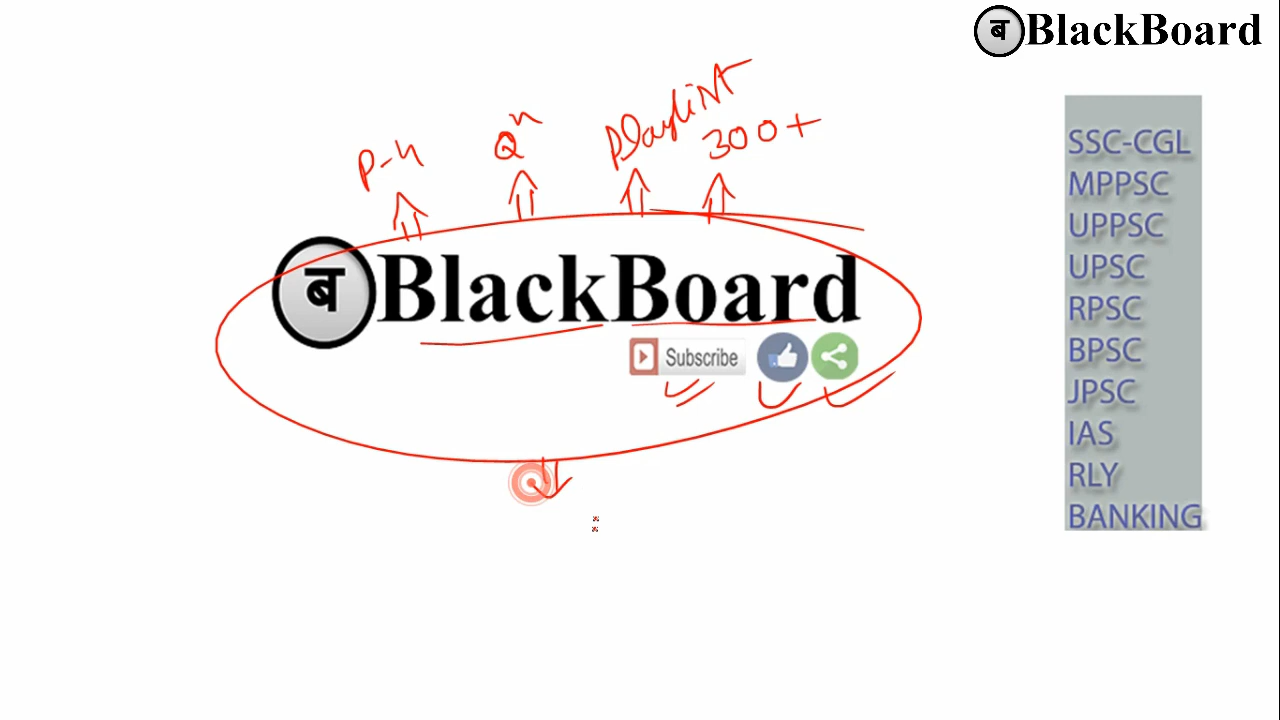 ब BlackBoard
P-4
Qn
Playlist
300+
ब BlackBoard
Subscribe
SSC-CGL
MPPSC
UPPSC
UPSC
RPSC
BPSC
JPSC
IAS
RLY
BANKING